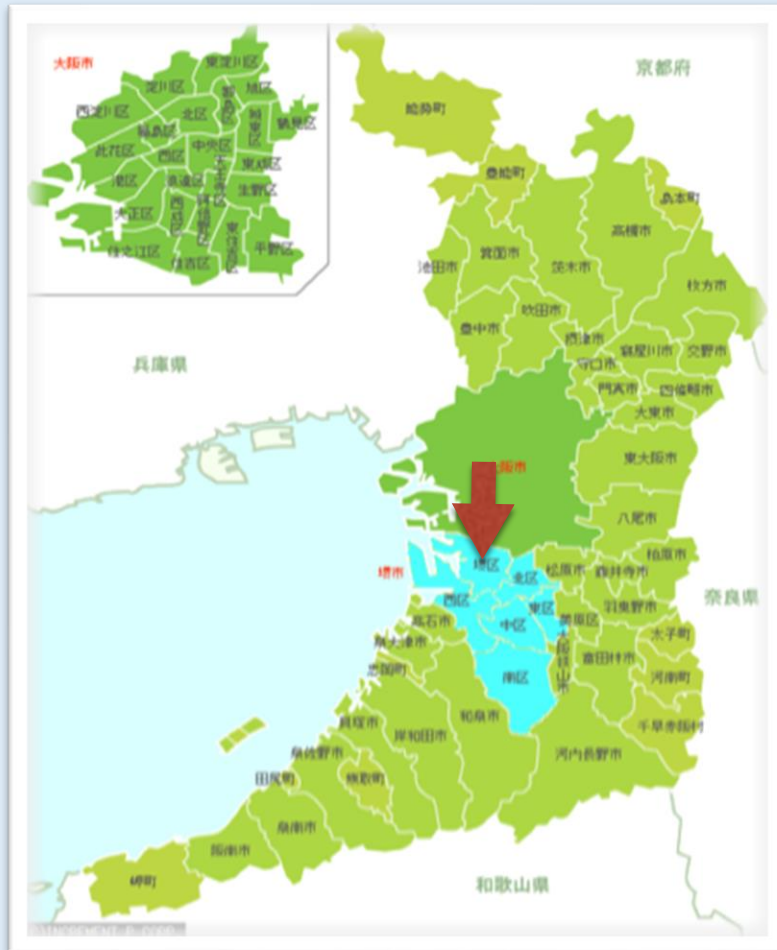 大阪市
東淀川区
淀川区
旭区
西淀川区
北区
都島区
城東区
鶴見区
福島区
此花区
西区
中央区
東成区
港区
浪速区
天王寺区
生野区
大正区
西成区
阿倍野区
東住吉区
平野区
住之江区
住吉区
京都府
能勢町
豊能町
島本町
高槻市
箕面市
池田市
茨木市
枚方市
吹田市
豊中市
摂津市
守口市
寝屋川市
交野市
門真市
四條畷市
大東市
兵庫県
東大阪市
阪市
八尾市
堺市
堺区
北区
松原市
藤井寺市
柏原市
西区
東区
中区
美原区
羽曳野市
奈良県
高石市
泉大津市
忠岡町
大阪狭山市
富田林市
太子町
南区
河南町
和泉市
千早赤阪村
貝塚市
岸和田市
河内長野市
泉佐野市
田尻町
熊取町
泉南市
阪南市
岬町
和歌山県